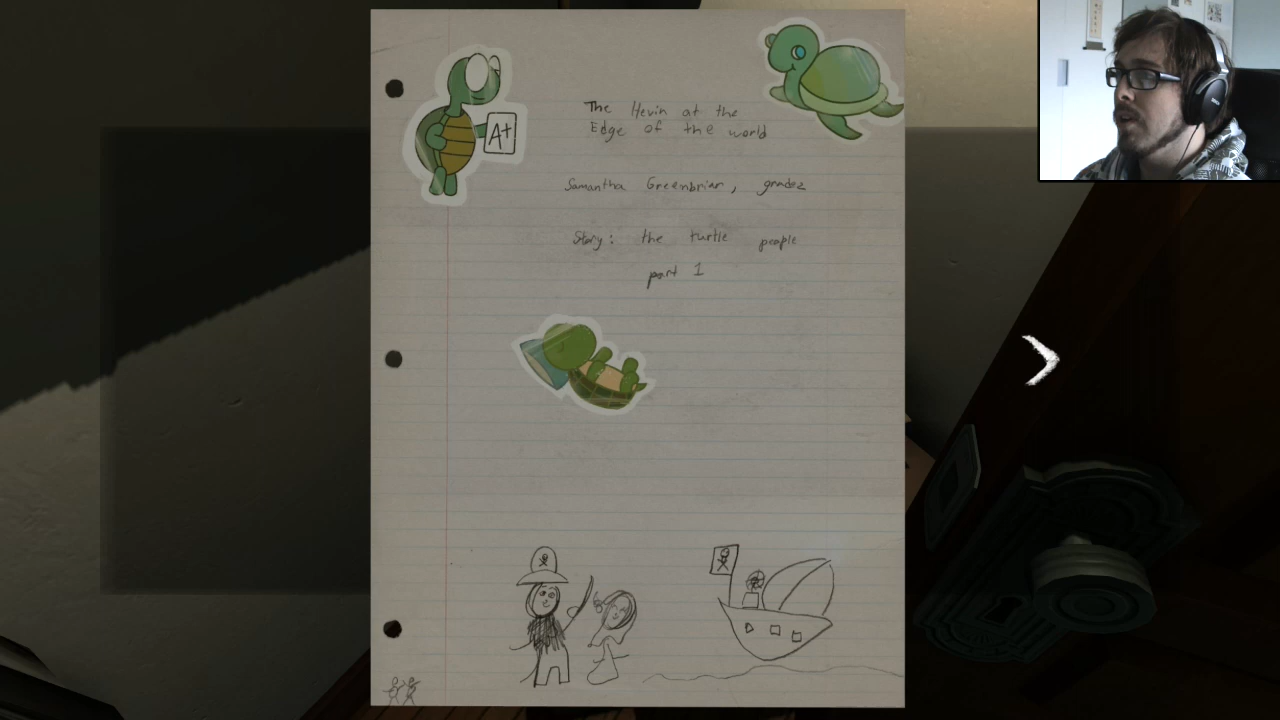 A+
The Hevin at the
Edge of the world
Samantha Greenbriar, grade2
Story: the turtle people
part 1